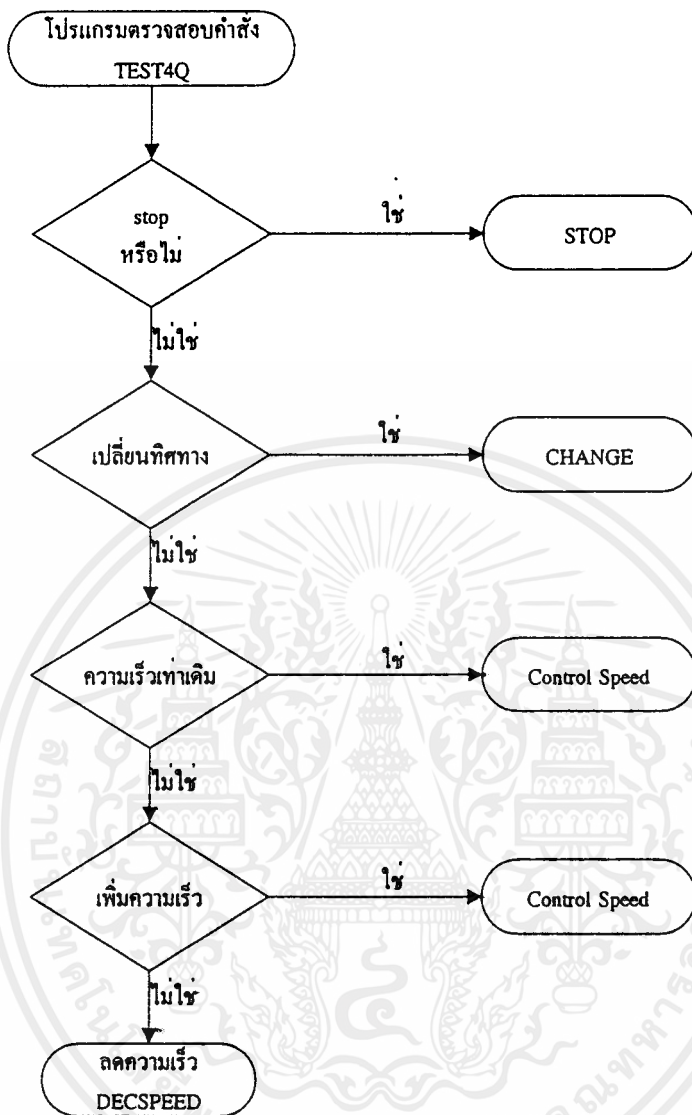 โปรแกรมตรวจสอบคำสั่ง
TEST4Q
stop
หรือไม่
ใช่
STOP
ไม่ใช่
เปลี่ยนทิศทาง
ใช่
CHANGE
ไม่ใช่
ความเร็วเท่าเดิม
ใช่
Control Speed
ไม่ใช่
เพิ่มความเร็ว
ใช่
Control Speed
ไม่ใช่
ลดความเร็ว
DECSPEED